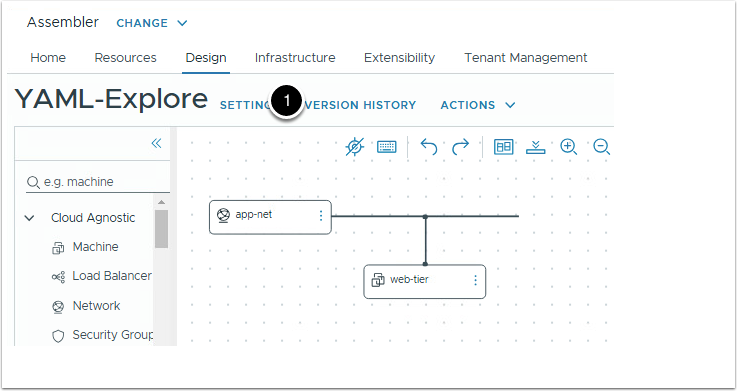 Assembler CHANGE
Home Resources Design Infrastructure Extensibility Tenant Management
YAML-Explore SETTIN 1 VERSION HISTORY ACTIONS
e.g. machine
Cloud Agnostic
app-net
Machine
Load Balancer
web-tier
Network
Security Group